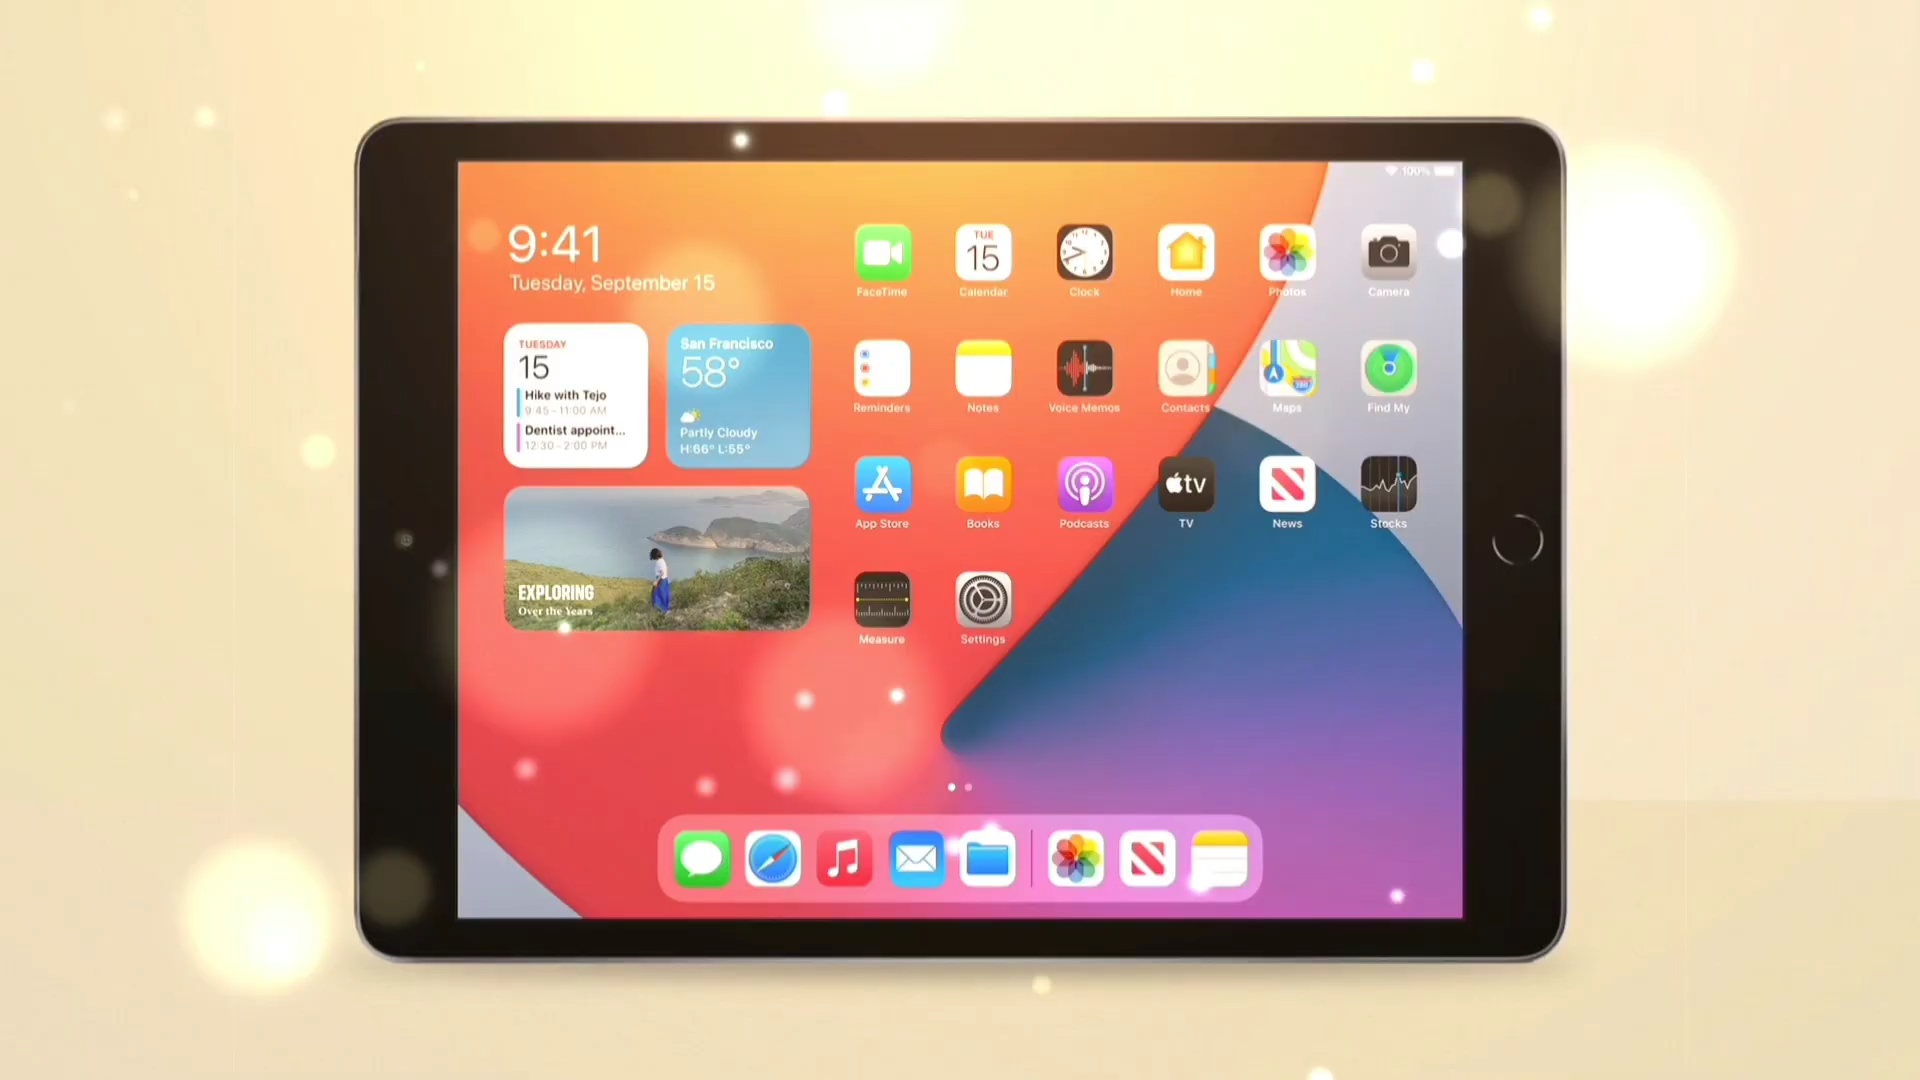 100%
9:41
Tuesday, September 15
TUESDAY
15
Hike with Tejo
9:45 – 11:00 AM
Dentist appoint...
12:30 – 2:00 PM
San Francisco
58°
Partly Cloudy
H:66° L:55°
EXPLORING
Over the Years
TUE
15
FaceTime
Calendar
Clock
Home
Photos
Camera
280
Reminders
Notes
Voice Memos
Contacts
Maps
Find My
tv
App Store
Books
Podcasts
TV
News
Stocks
Measure
Settings